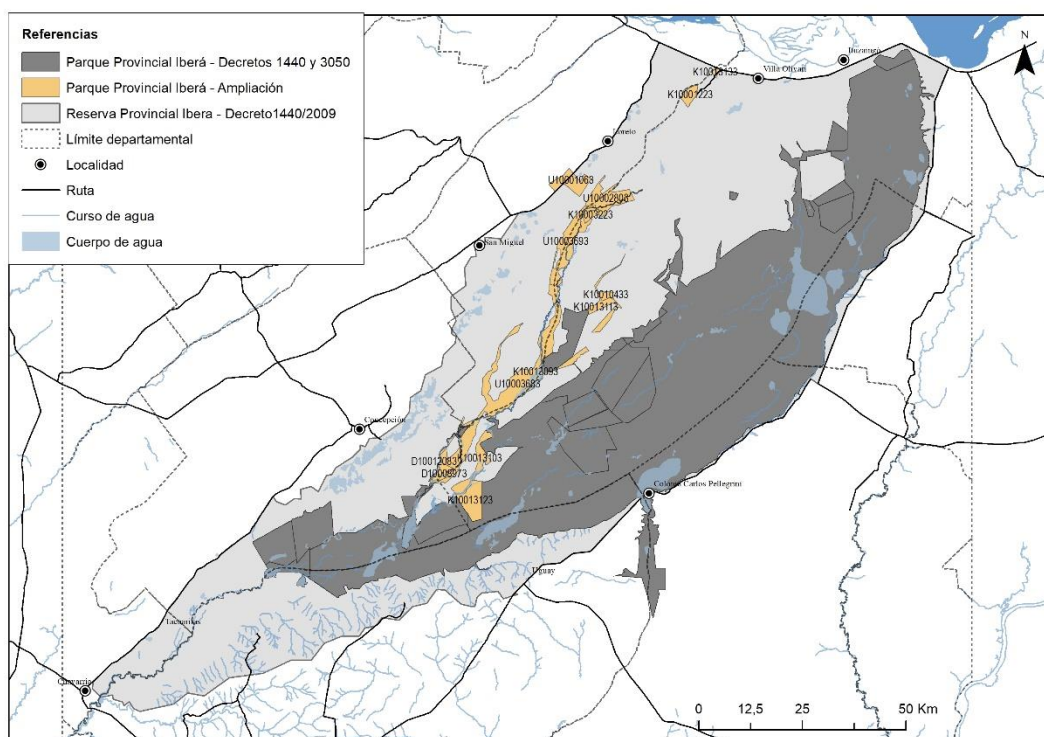 Referencias
Parque Provincial Iberá - Decretos 1440 y 3050
Parque Provincial Iberá - Ampliación
Reserva Provincial Ibera - Decreto1440/2009
Límite departamental
Localidad
Ruta
Curso de agua
Cuerpo de agua
N
Ituzaingó
K10013133
Villa Olivari
K10001223
Loreto
U10001063
U10002803
K10003223
San Miguel
U10003693
K10010433
K10013113
K10012093
U10003683
Concepción
D10012093
K10013103
D10008973
K10013123
Colonia Carlos Pellegrini
Uguay
Tacuaritas
Chavarría
0 12,5 25 50 Km